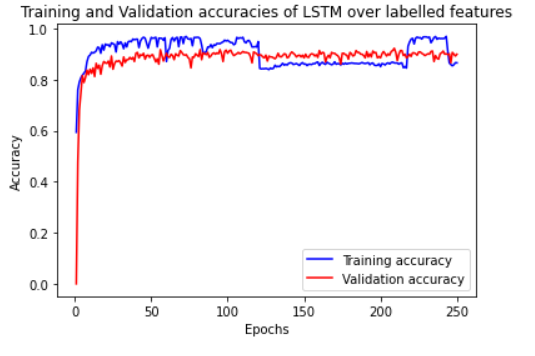 Training and Validation accuracies of LSTM over labelled features
1.0
0.8
0.6
0.4
0.2
0.0
Accuracy
0 50 100 150 200 250
Epochs
Training accuracy
Validation accuracy